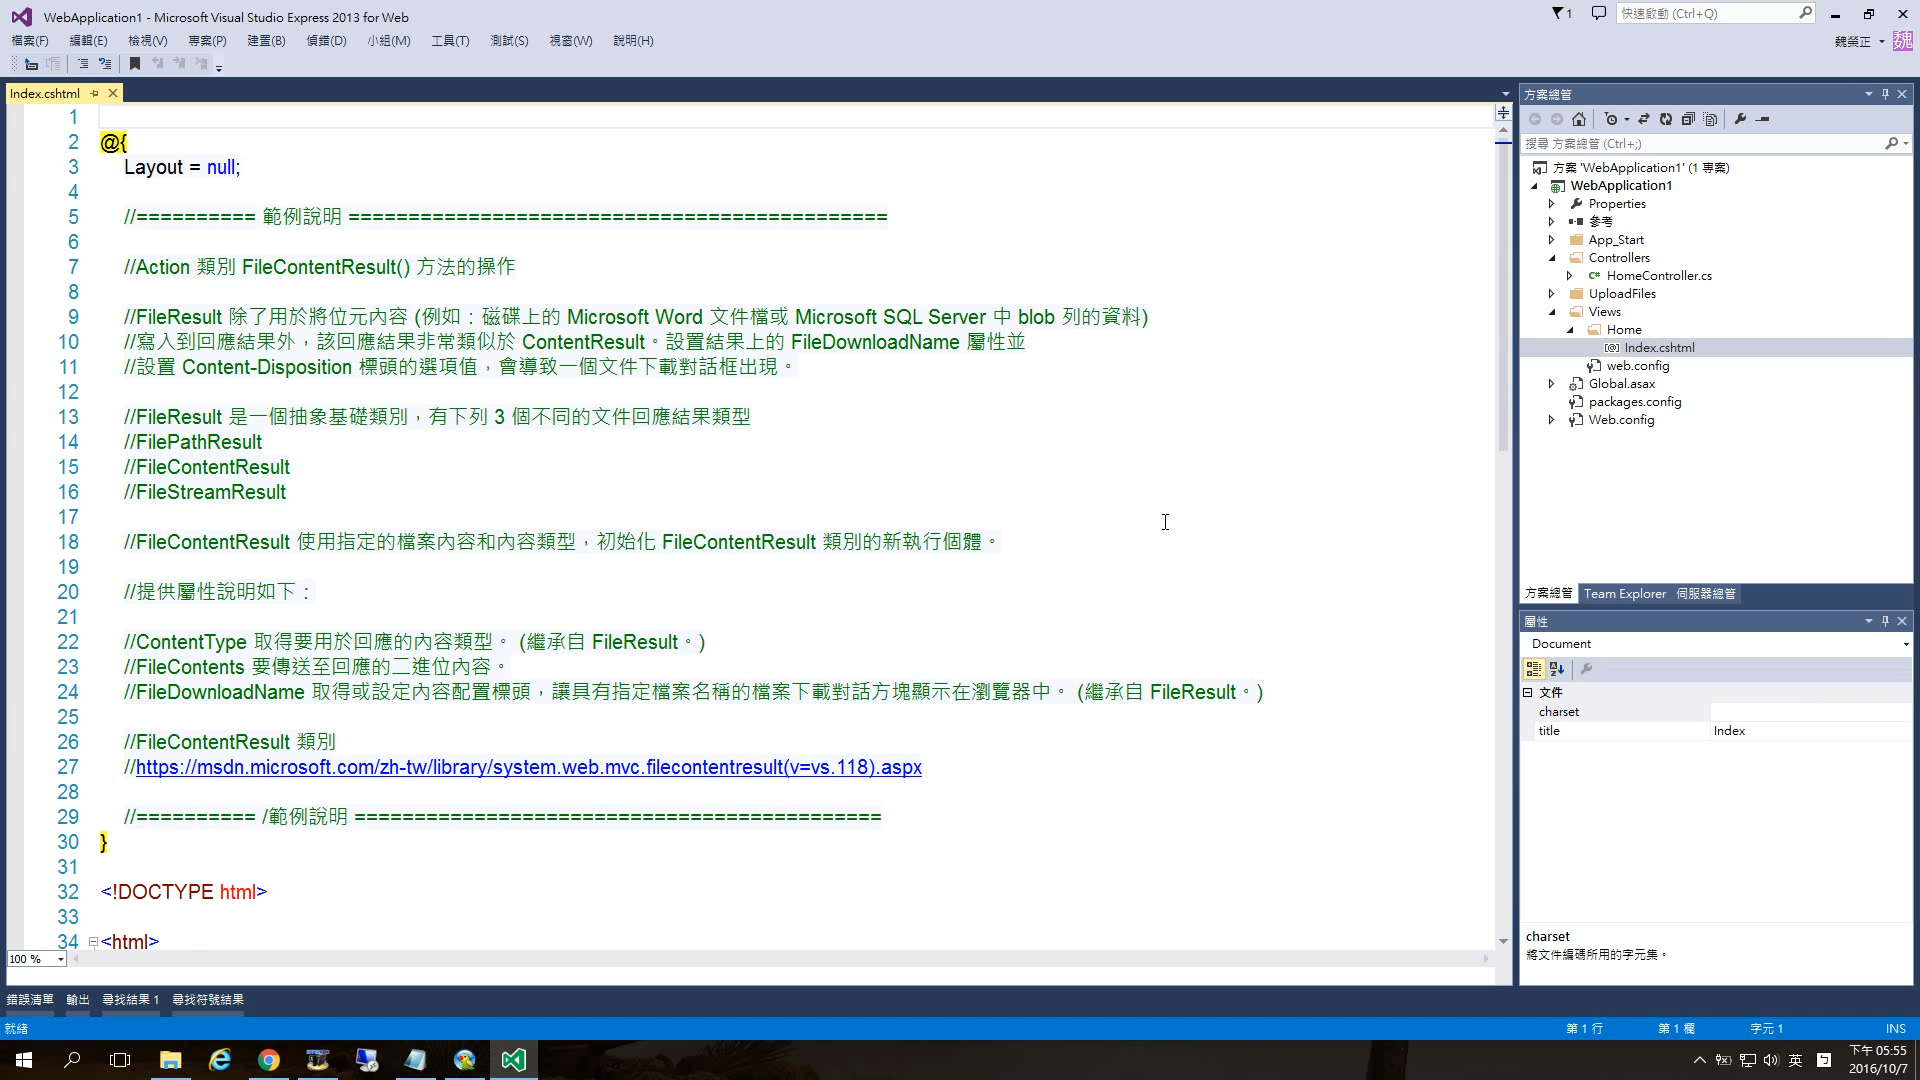 WebApplication1 - Microsoft Visual Studio Express 2013 for Web
1
快速啟動 (Ctrl+Q)
檔案(F) 編輯(E) 檢視(V) 專案(P) 建置(B) 偵錯(D) 小組(M) 工具(T) 測試(S) 視窗(W) 說明(H)
魏榮正
魏
Index.cshtml
1
2 @{
3 Layout = null;
4
5 //========== 範例說明 =============================================
6
7 //Action 類別 FileContentResult() 方法的操作
8
9 //FileResult 除了用於將位元內容 (例如：磁碟上的 Microsoft Word 文件檔或 Microsoft SQL Server 中 blob 列的資料)
10 //寫入到回應結果外，該回應結果非常類似於 ContentResult。設置結果上的 FileDownloadName 屬性並
11 //設置 Content-Disposition 標頭的選項值，會導致一個文件下載對話框出現。
12
13 //FileResult 是一個抽象基礎類別，有下列 3 個不同的文件回應結果類型
14 //FilePathResult
15 //FileContentResult
16 //FileStreamResult
17
18 //FileContentResult 使用指定的檔案內容和內容類型，初始化 FileContentResult 類別的新執行個體。
19
20 //提供屬性說明如下：
21
22 //ContentType 取得要用於回應的內容類型。 (繼承自 FileResult。)
23 //FileContents 要傳送至回應的二進位內容。
24 //FileDownloadName 取得或設定內容配置標頭，讓具有指定檔案名稱的檔案下載對話方塊顯示在瀏覽器中。 (繼承自 FileResult。)
25
26 //FileContentResult 類別
27 //https://msdn.microsoft.com/zh-tw/library/system.web.mvc.filecontentresult(v=vs.118).aspx
28
29 //========== /範例說明 ============================================
30 }
31
32 <!DOCTYPE html>
33
34 <html>
100 %
方案總管
搜尋 方案總管 (Ctrl+;)
方案 'WebApplication1' (1 專案)
WebApplication1
Properties
參考
App_Start
Controllers
C# HomeController.cs
UploadFiles
Views
Home
[@] Index.cshtml
web.config
Global.asax
packages.config
Web.config
方案總管 Team Explorer 伺服器總管
屬性
Document
文件
charset
title Index
charset
將文件編碼所用的字元集。
錯誤清單 輸出 尋找結果 1 尋找符號結果
就緒 第 1 行 第 1 欄 字元 1 INS
英
下午 05:55
2016/10/7